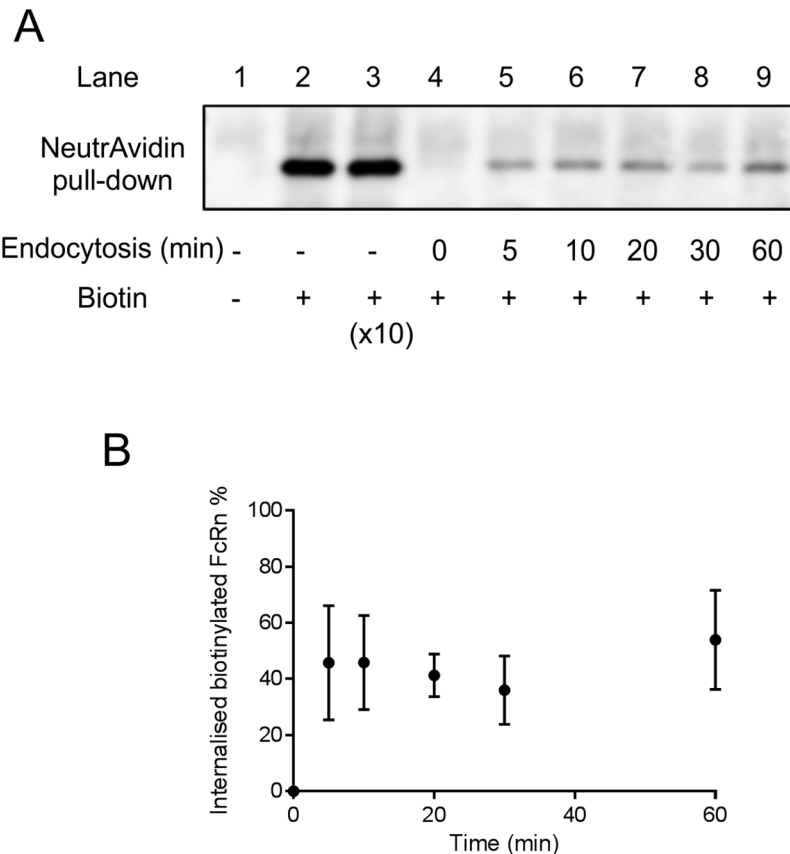 A
Lane 1 2 3 4 5 6 7 8 9
NeutrAvidin
pull-down
Endocytosis (min) - - - 0 5 10 20 30 60
Biotin - + + + + + + + +
(x10)
B
Internalised biotinylated FcRn %
100
80
60
40
20
0
0 20 40 60
Time (min)